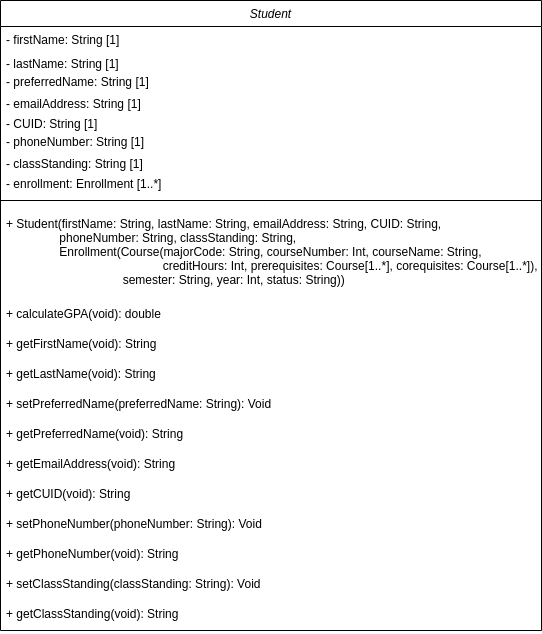 Student
- firstName: String [1]
- lastName: String [1]
- preferredName: String [1]
- emailAddress: String [1]
- CUID: String [1]
- phoneNumber: String [1]
- classStanding: String [1]
- enrollment: Enrollment [1..*]
+ Student(firstName: String, lastName: String, emailAddress: String, CUID: String,
phoneNumber: String, classStanding: String,
Enrollment(Course(majorCode: String, courseNumber: Int, courseName: String,
creditHours: Int, prerequisites: Course[1..*], corequisites: Course[1..*]),
semester: String, year: Int, status: String))
+ calculateGPA(void): double
+ getFirstName(void): String
+ getLastName(void): String
+ setPreferredName(preferredName: String): Void
+ getPreferredName(void): String
+ getEmailAddress(void): String
+ getCUID(void): String
+ setPhoneNumber(phoneNumber: String): Void
+ getPhoneNumber(void): String
+ setClassStanding(classStanding: String): Void
+ getClassStanding(void): String